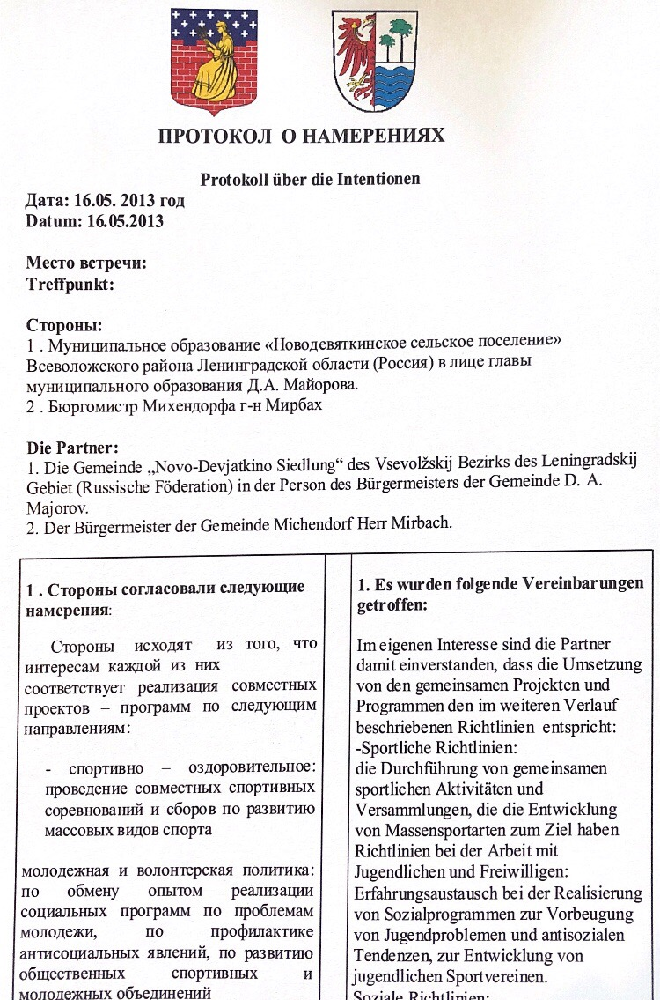 ПРОТОКОЛ О НАМЕРЕНИЯХ
Protokoll über die Intentionen
Дата: 16.05. 2013 год
Datum: 16.05.2013
Место встречи:
Treffpunkt:
Стороны:
1 . Муниципальное образование «Новодевяткинское сельское поселение»
Всеволожского района Ленинградской области (Россия) в лице главы
муниципального образования Д.А. Майорова.
2 . Бюргомистр Михендорфа г-н Мирбах
Die Partner:
1. Die Gemeinde „Novo-Devjatkino Siedlung“ des Vsevolžskij Bezirks des Leningradskij
Gebiet (Russische Föderation) in der Person des Bürgermeisters der Gemeinde D. A.
Majorov.
2. Der Bürgermeister der Gemeinde Michendorf Herr Mirbach.
1 . Стороны согласовали следующие
намерения:
Стороны исходят из того, что
интересам каждой из них
соответствует реализация совместных
проектов – программ по следующим
направлениям:
- спортивно – оздоровительное:
проведение совместных спортивных
соревнований и сборов по развитию
массовых видов спорта
молодежная и волонтерская политика:
по обмену опытом реализации
социальных программ по проблемам
молодежи, по профилактике
антисоциальных явлений, по развитию
общественных спортивных и
молодежных объединений
1. Es wurden folgende Vereinbarungen
getroffen:
Im eigenen Interesse sind die Partner
damit einverstanden, dass die Umsetzung
von den gemeinsamen Projekten und
Programmen den im weiteren Verlauf
beschriebenen Richtlinien entspricht:
-Sportliche Richtlinien:
die Durchführung von gemeinsamen
sportlichen Aktivitäten und
Versammlungen, die die Entwicklung
von Massensportarten zum Ziel haben
Richtlinien bei der Arbeit mit
Jugendlichen und Freiwilligen:
Erfahrungsaustausch bei der Realisierung
von Sozialprogrammen zur Vorbeugung
von Jugendproblemen und antisozialen
Tendenzen, zur Entwicklung von
jugendlichen Sportvereinen.
Soziale Richtlinien: